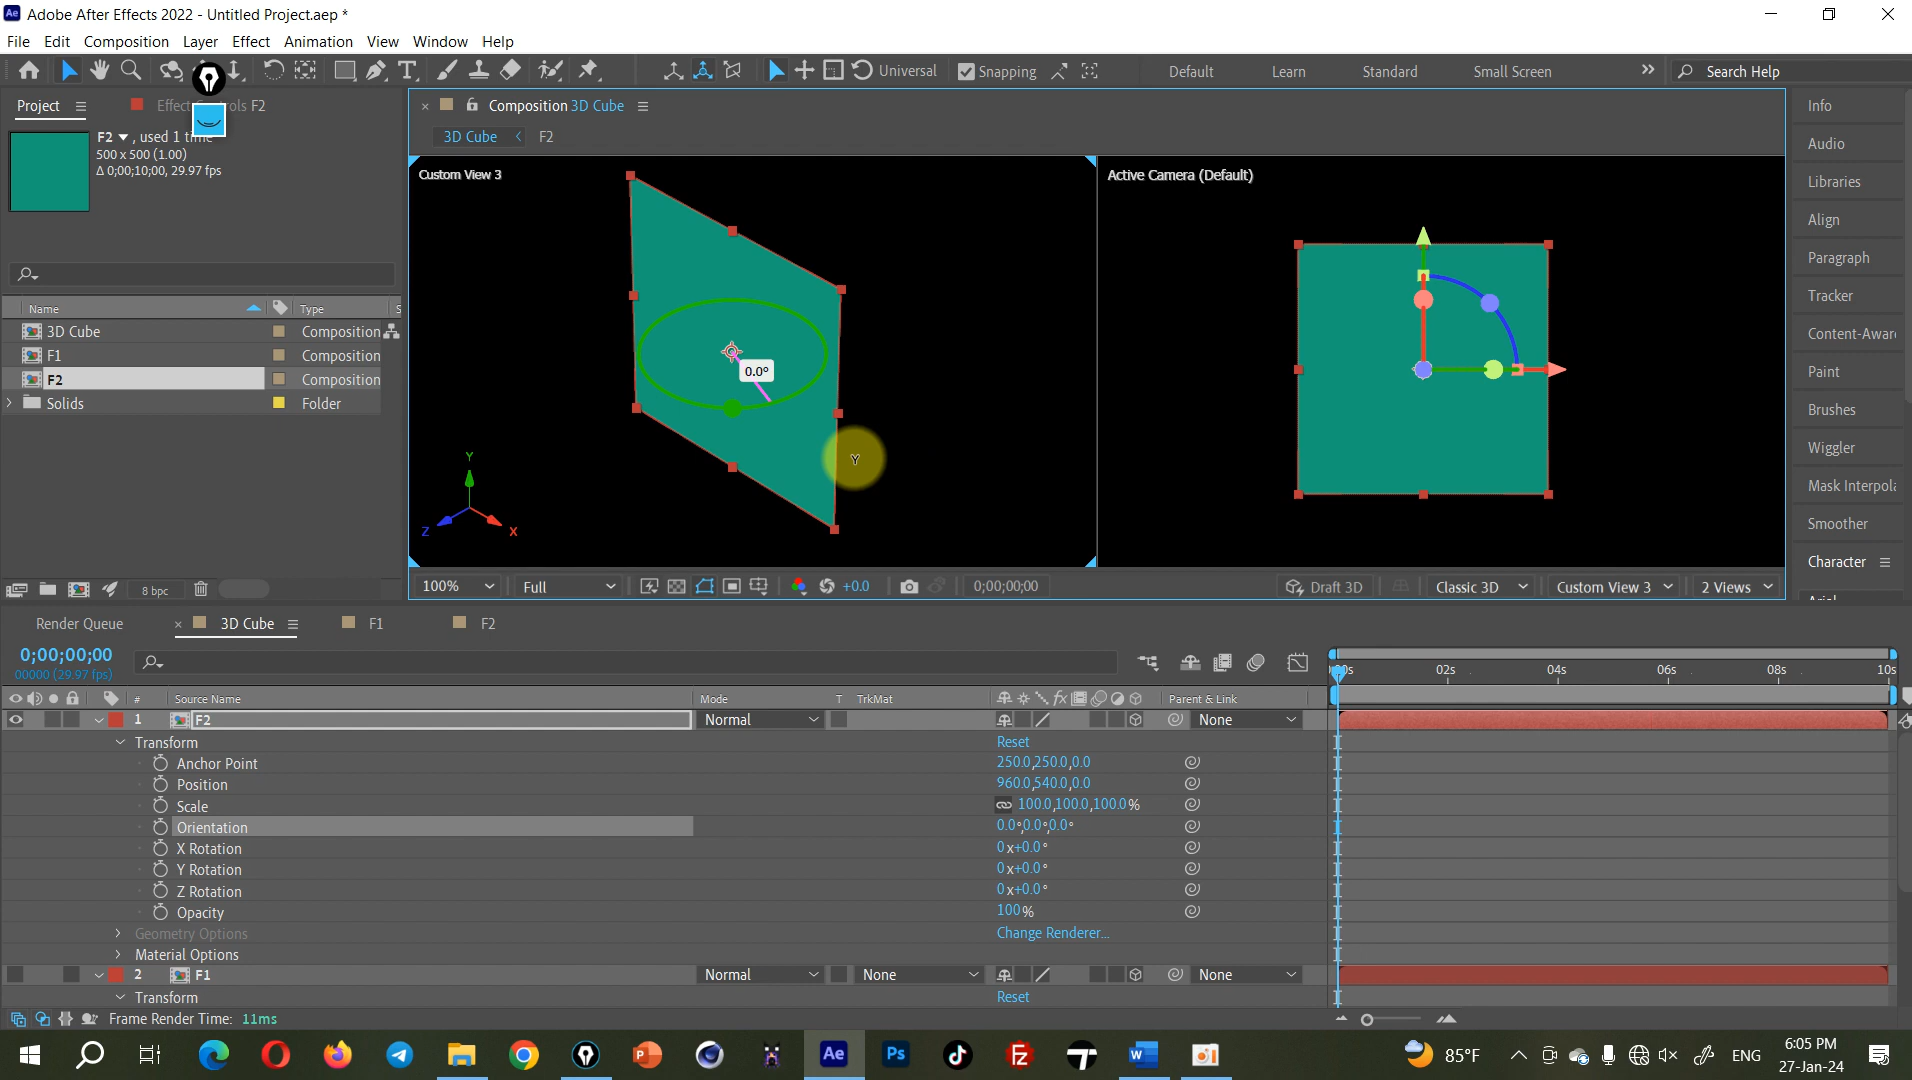 Adobe After Effects 2022 - Untitled Project.aep *
File Edit Composition Layer Effect Animation View Window Help
Universal Snapping Default Learn Standard Small Screen Search Help
Project Effect Controls F2
F2 , used 1 time
500 x 500 (1.00)
Δ 0;00;10;00, 29.97 fps
Name Type S
3D Cube Composition
F1 Composition
F2 Composition
Solids Folder
8 bpc
Composition 3D Cube
3D Cube F2
Custom View 3
Active Camera (Default)
0.0°
Y
Y
Z X
100% Full +0.0 0;00;00;00 Draft 3D Classic 3D Custom View 3 2 Views
Info
Audio
Libraries
Align
Paragraph
Tracker
Content-Aware
Paint
Brushes
Wiggler
Mask Interpola
Smoother
Character
Render Queue 3D Cube F1 F2
0;00;00;00
00000 (29.97 fps)
:00s 02s 04s 06s 08s 10s
# Source Name Mode T TrkMat Parent & Link
1 F2 Normal None
Transform Reset
Anchor Point 250.0,250.0,0.0
Position 960.0,540.0,0.0
Scale 100.0,100.0,100.0%
Orientation 0.0°,0.0°,0.0°
X Rotation 0x+0.0°
Y Rotation 0x+0.0°
Z Rotation 0x+0.0°
Opacity 100%
Geometry Options Change Renderer...
Material Options
2 F1 Normal None None
Transform Reset
Frame Render Time: 11ms
85°F ENG 6:05 PM
27-Jan-24